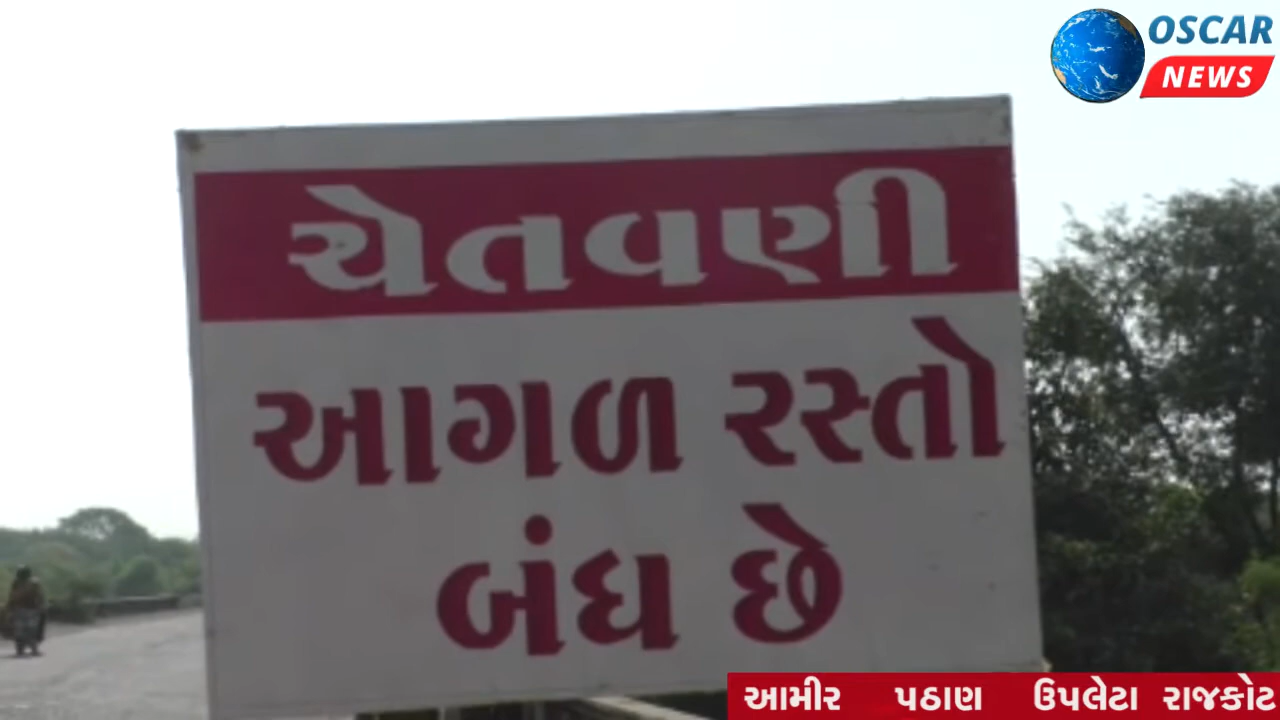 OSCAR
NEWS
ચેતવણી
આગળ રસ્તો
બંધ છે
આમીર પઠાણ ઉપલેટા રાજકોટ